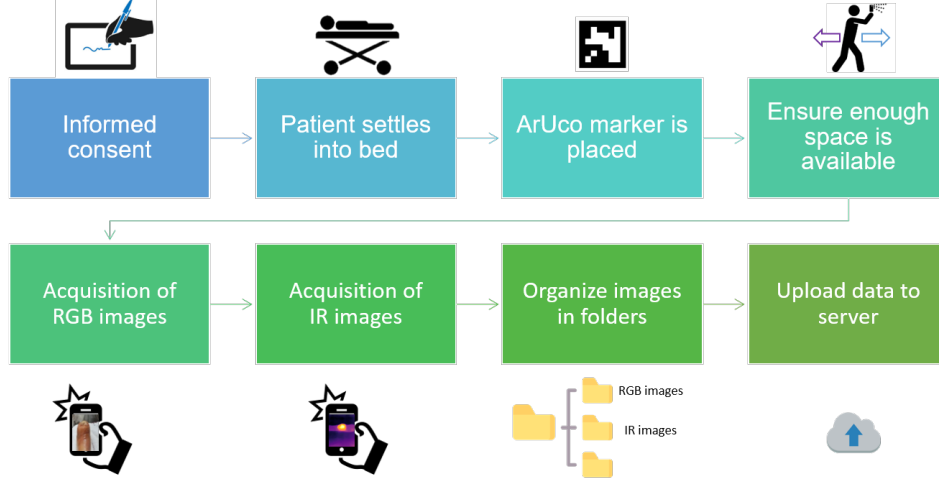 Informed
consent
Patient settles
into bed
ArUco marker is
placed
Ensure enough
space is
available
Acquisition of
RGB images
Acquisition of
IR images
Organize images
in folders
Upload data to
server
RGB images
IR images